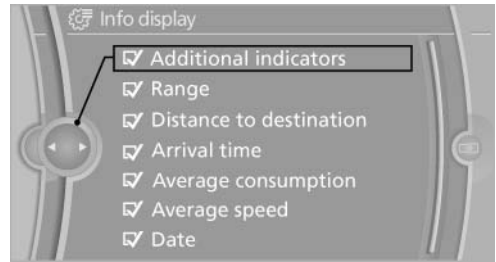 Info display
Additional indicators
Range
Distance to destination
Arrival time
Average consumption
Average speed
Date